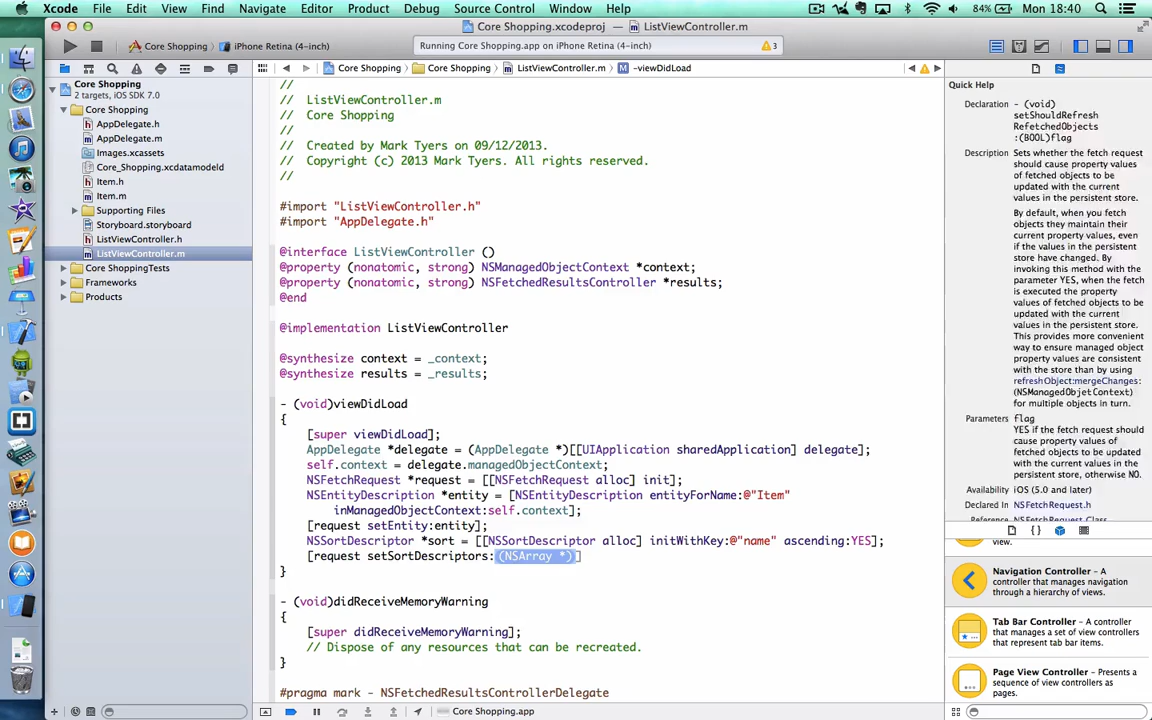 Xcode File Edit View Find Navigate Editor Product Debug Source Control Window Help 84% Mon 18:40
Core Shopping.xcodeproj — ListViewController.m
Core Shopping iPhone Retina (4-inch)
Running Core Shopping.app on iPhone Retina (4-inch) 3
Core Shopping Core Shopping ListViewController.m M -viewDidLoad
Core Shopping
2 targets, iOS SDK 7.0
Core Shopping
AppDelegate.h
AppDelegate.m
Images.xcassets
Core_Shopping.xcdatamodeld
Item.h
Item.m
Supporting Files
Storyboard.storyboard
ListViewController.h
ListViewController.m
Core ShoppingTests
Frameworks
Products
//
// ListViewController.m
// Core Shopping
//
// Created by Mark Tyers on 09/12/2013.
// Copyright (c) 2013 Mark Tyers. All rights reserved.
//
#import "ListViewController.h"
#import "AppDelegate.h"
@interface ListViewController ()
@property (nonatomic, strong) NSManagedObjectContext *context;
@property (nonatomic, strong) NSFetchedResultsController *results;
@end
@implementation ListViewController
@synthesize context = _context;
@synthesize results = _results;
- (void)viewDidLoad
{
[super viewDidLoad];
AppDelegate *delegate = (AppDelegate *)[[UIApplication sharedApplication] delegate];
self.context = delegate.managedObjectContext;
NSFetchRequest *request = [[NSFetchRequest alloc] init];
NSEntityDescription *entity = [NSEntityDescription entityForName:@"Item"
inManagedObjectContext:self.context];
[request setEntity:entity];
NSSortDescriptor *sort = [[NSSortDescriptor alloc] initWithKey:@"name" ascending:YES];
[request setSortDescriptors:(NSArray *)]
}
- (void)didReceiveMemoryWarning
{
[super didReceiveMemoryWarning];
// Dispose of any resources that can be recreated.
}
#pragma mark - NSFetchedResultsControllerDelegate
Core Shopping.app
Quick Help
Declaration - (void)
setShouldRefresh
RefetchedObjects
:(BOOL)flag
Description Sets whether the fetch request
should cause property values
of fetched objects to be
updated with the current
values in the persistent store.
By default, when you fetch
objects they maintain their
current property values, even
if the values in the persistent
store have changed. By
invoking this method with the
parameter YES, when the fetch
is executed the property
values of fetched objects to be
updated with the current
values in the persistent store.
This provides more convenient
way to ensure managed object
property values are consistent
with the store than by using
refreshObject:mergeChanges:
(NSManagedObjetContext)
for multiple objects in turn.
Parameters flag
YES if the fetch request should
cause property values of
fetched objects to be
updated with the current
values in the persistent
store, otherwise NO.
Availability iOS (5.0 and later)
Declared In NSFetchRequest.h
Reference NSFetchRequest Class
view.
Navigation Controller - A
controller that manages navigation
through a hierarchy of views.
Tab Bar Controller - A controller
that manages a set of view controllers
that represent tab bar items.
Page View Controller - Presents a
sequence of view controllers as
pages.